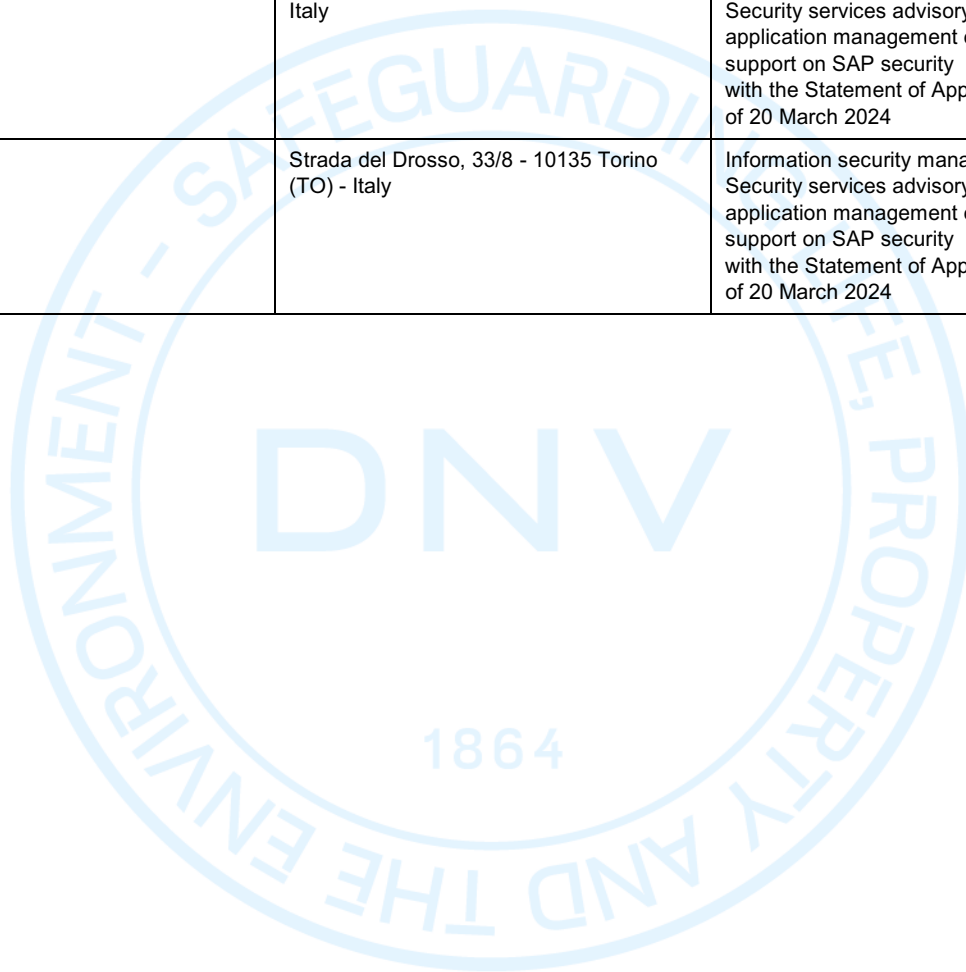 Italy
Security services advisory
application management
support on SAP security
with the Statement of App
of 20 March 2024
Strada del Drosso, 33/8 - 10135 Torino
(TO) - Italy
Information security mana
Security services advisory
application management
support on SAP security
with the Statement of App
of 20 March 2024
SAFEGUARDING LIFE, PROPERTY AND THE ENVIRONMENT -
DNV
1864